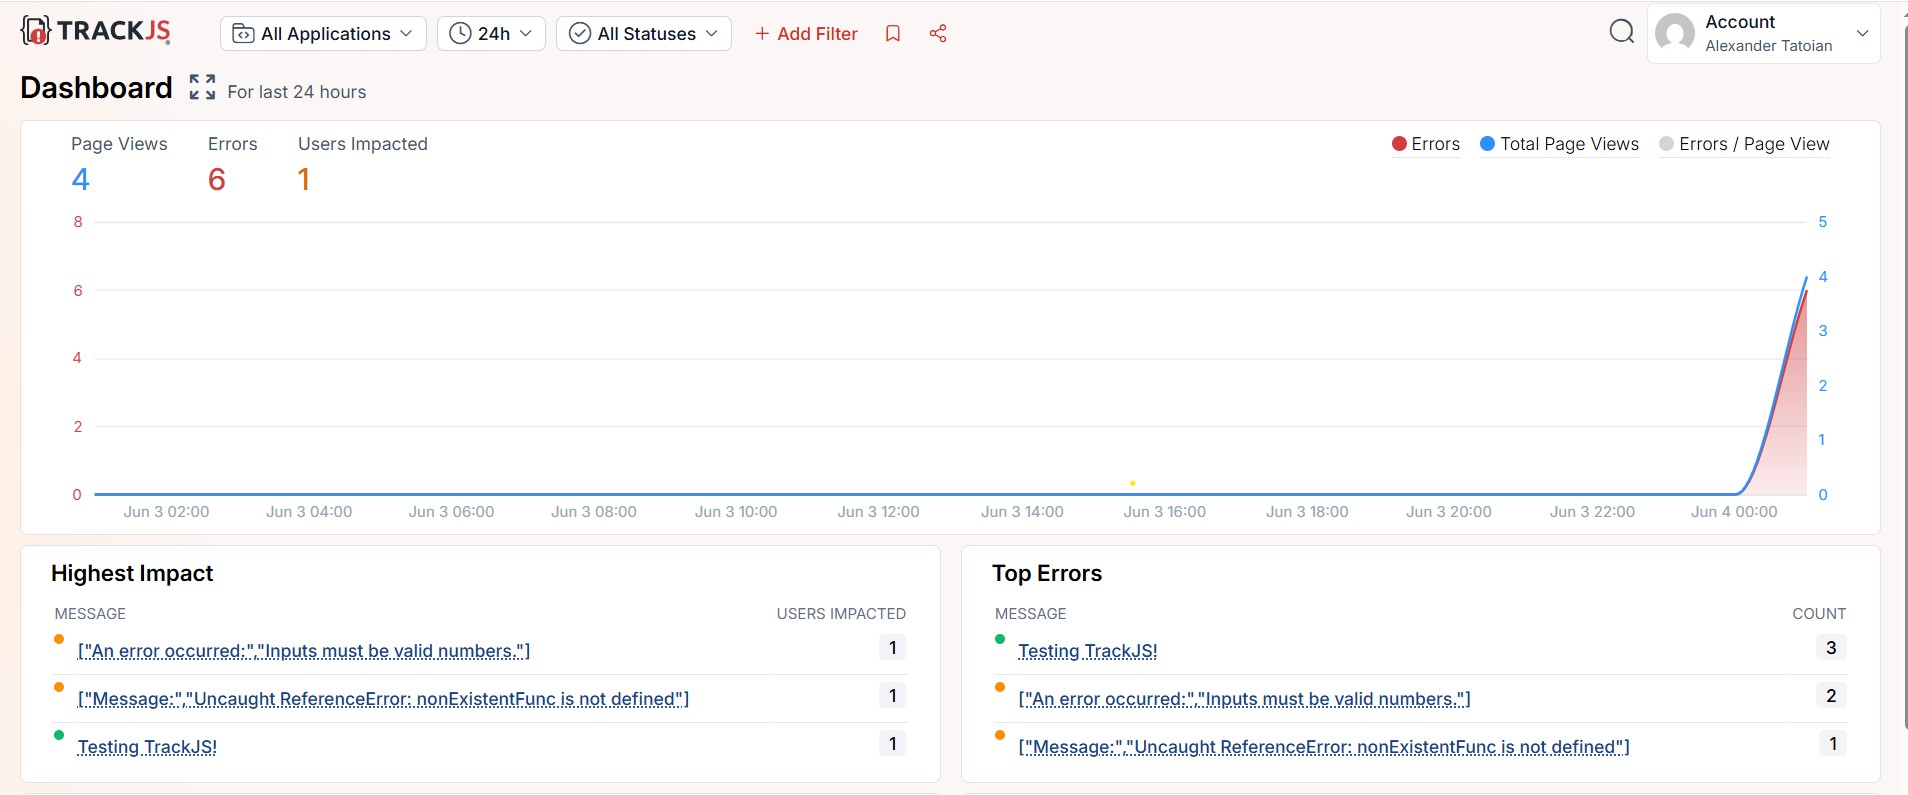 TRACKJS All Applications 24h All Statuses + Add Filter Account
Alexander Tatoian
Dashboard For last 24 hours
Page Views Errors Users Impacted
4 6 1
Errors Total Page Views Errors / Page View
8 5
6 4
4 3
2 2
1
0 0
Jun 3 02:00 Jun 3 04:00 Jun 3 06:00 Jun 3 08:00 Jun 3 10:00 Jun 3 12:00 Jun 3 14:00 Jun 3 16:00 Jun 3 18:00 Jun 3 20:00 Jun 3 22:00 Jun 4 00:00
Highest Impact
MESSAGE USERS IMPACTED
["An error occurred:","Inputs must be valid numbers."] 1
["Message:","Uncaught ReferenceError: nonExistentFunc is not defined"] 1
Testing TrackJS! 1
Top Errors
MESSAGE COUNT
Testing TrackJS! 3
["An error occurred:","Inputs must be valid numbers."] 2
["Message:","Uncaught ReferenceError: nonExistentFunc is not defined"] 1